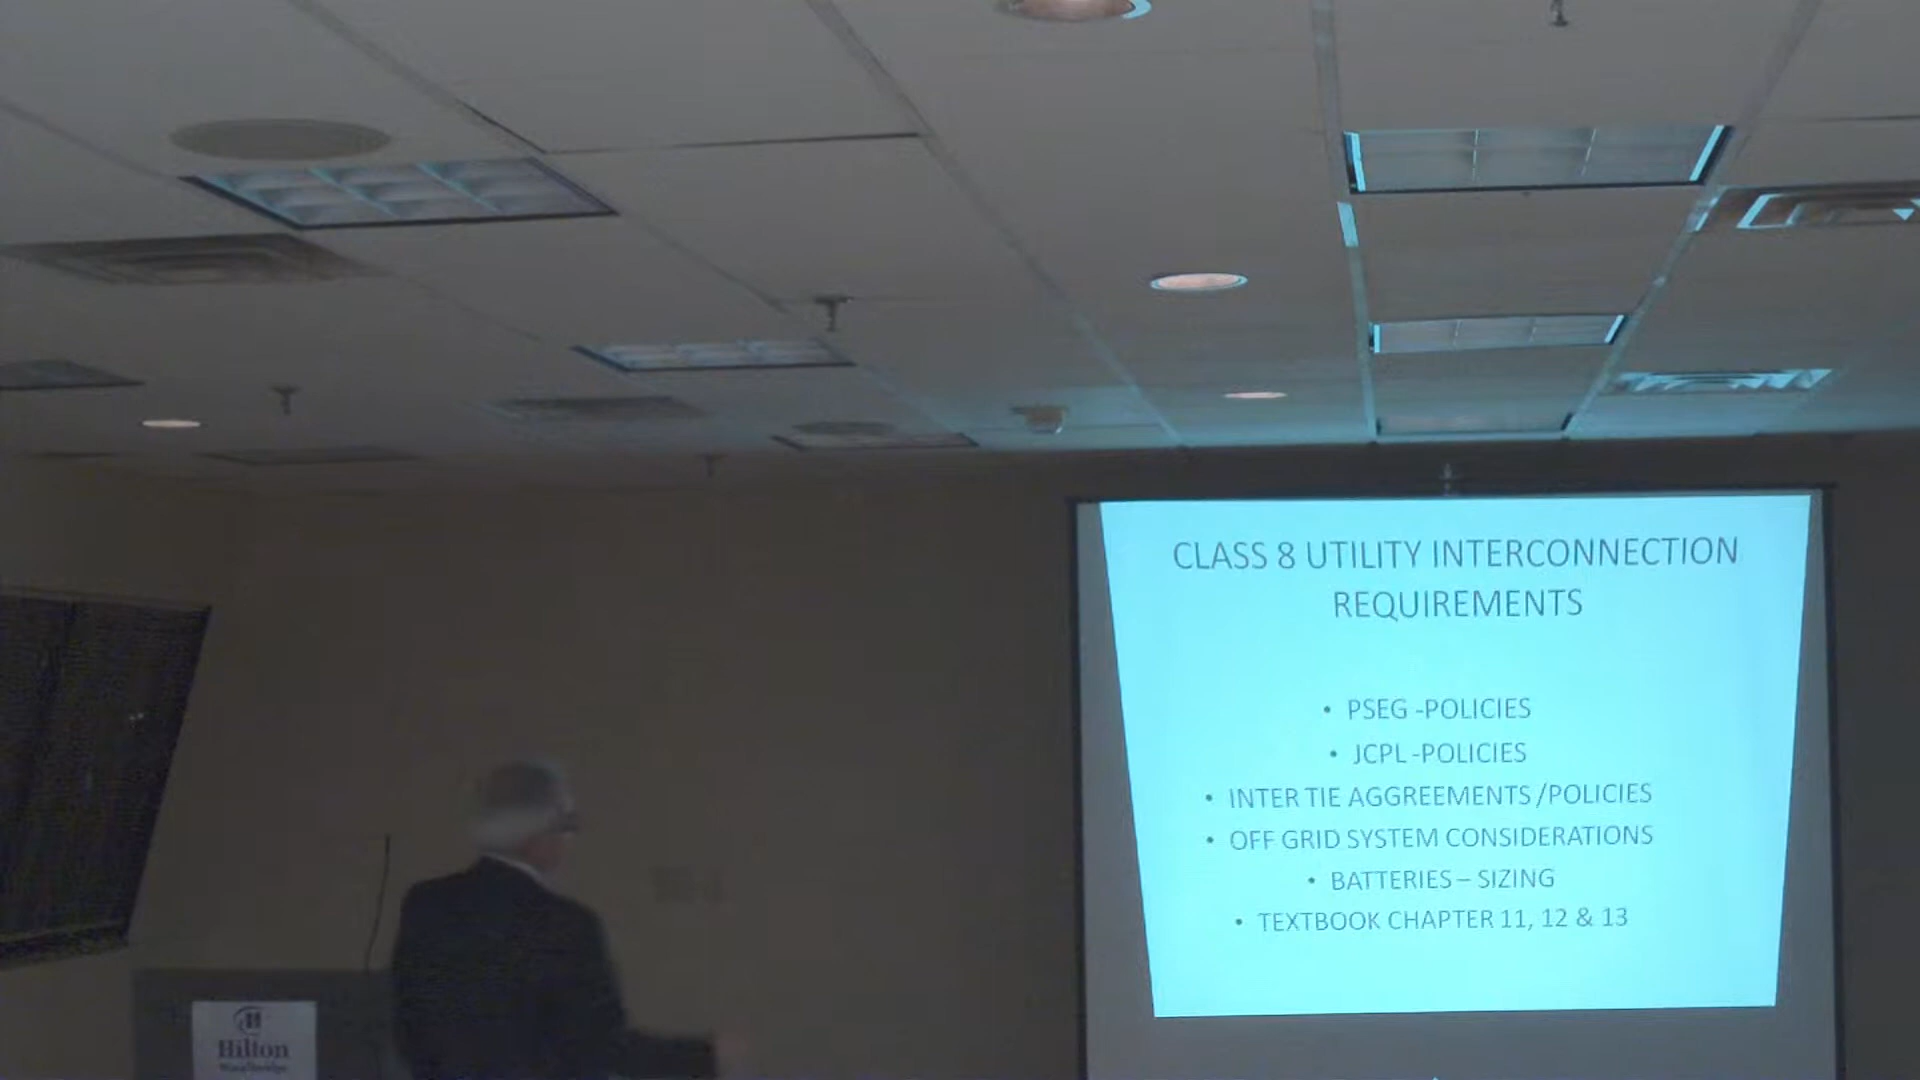 CLASS 8 UTILITY INTERCONNECTION
REQUIREMENTS
• PSEG -POLICIES
• JCPL -POLICIES
• INTER TIE AGGREEMENTS /POLICIES
• OFF GRID SYSTEM CONSIDERATIONS
• BATTERIES – SIZING
• TEXTBOOK CHAPTER 11, 12 & 13
Hilton